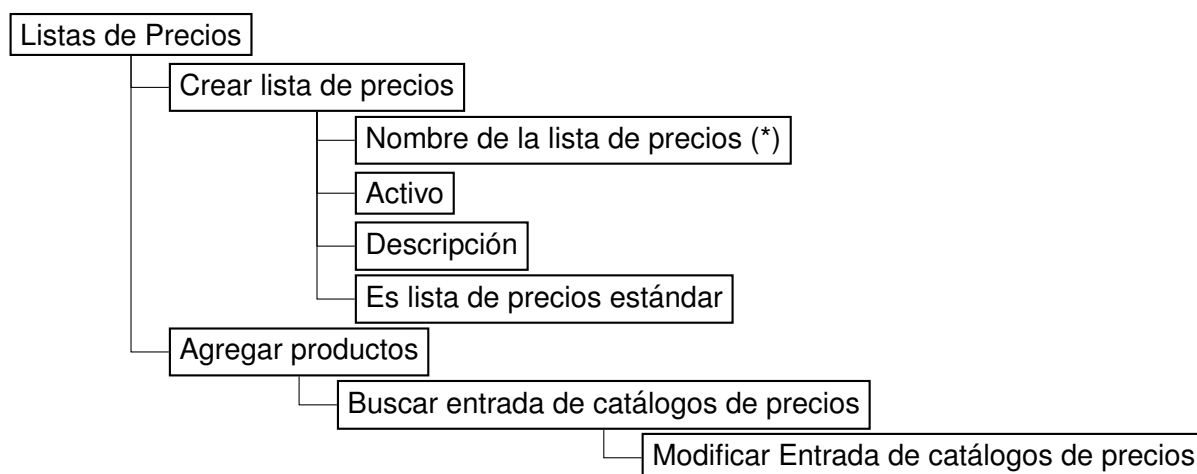 Listas de Precios
Crear lista de precios
Nombre de la lista de precios (*)
Activo
Descripción
Es lista de precios estándar
Agregar productos
Buscar entrada de catálogos de precios
Modificar Entrada de catálogos de precios